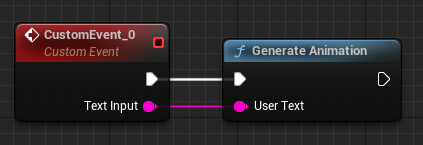 CustomEvent_0
Custom Event
Text Input
f Generate Animation
User Text